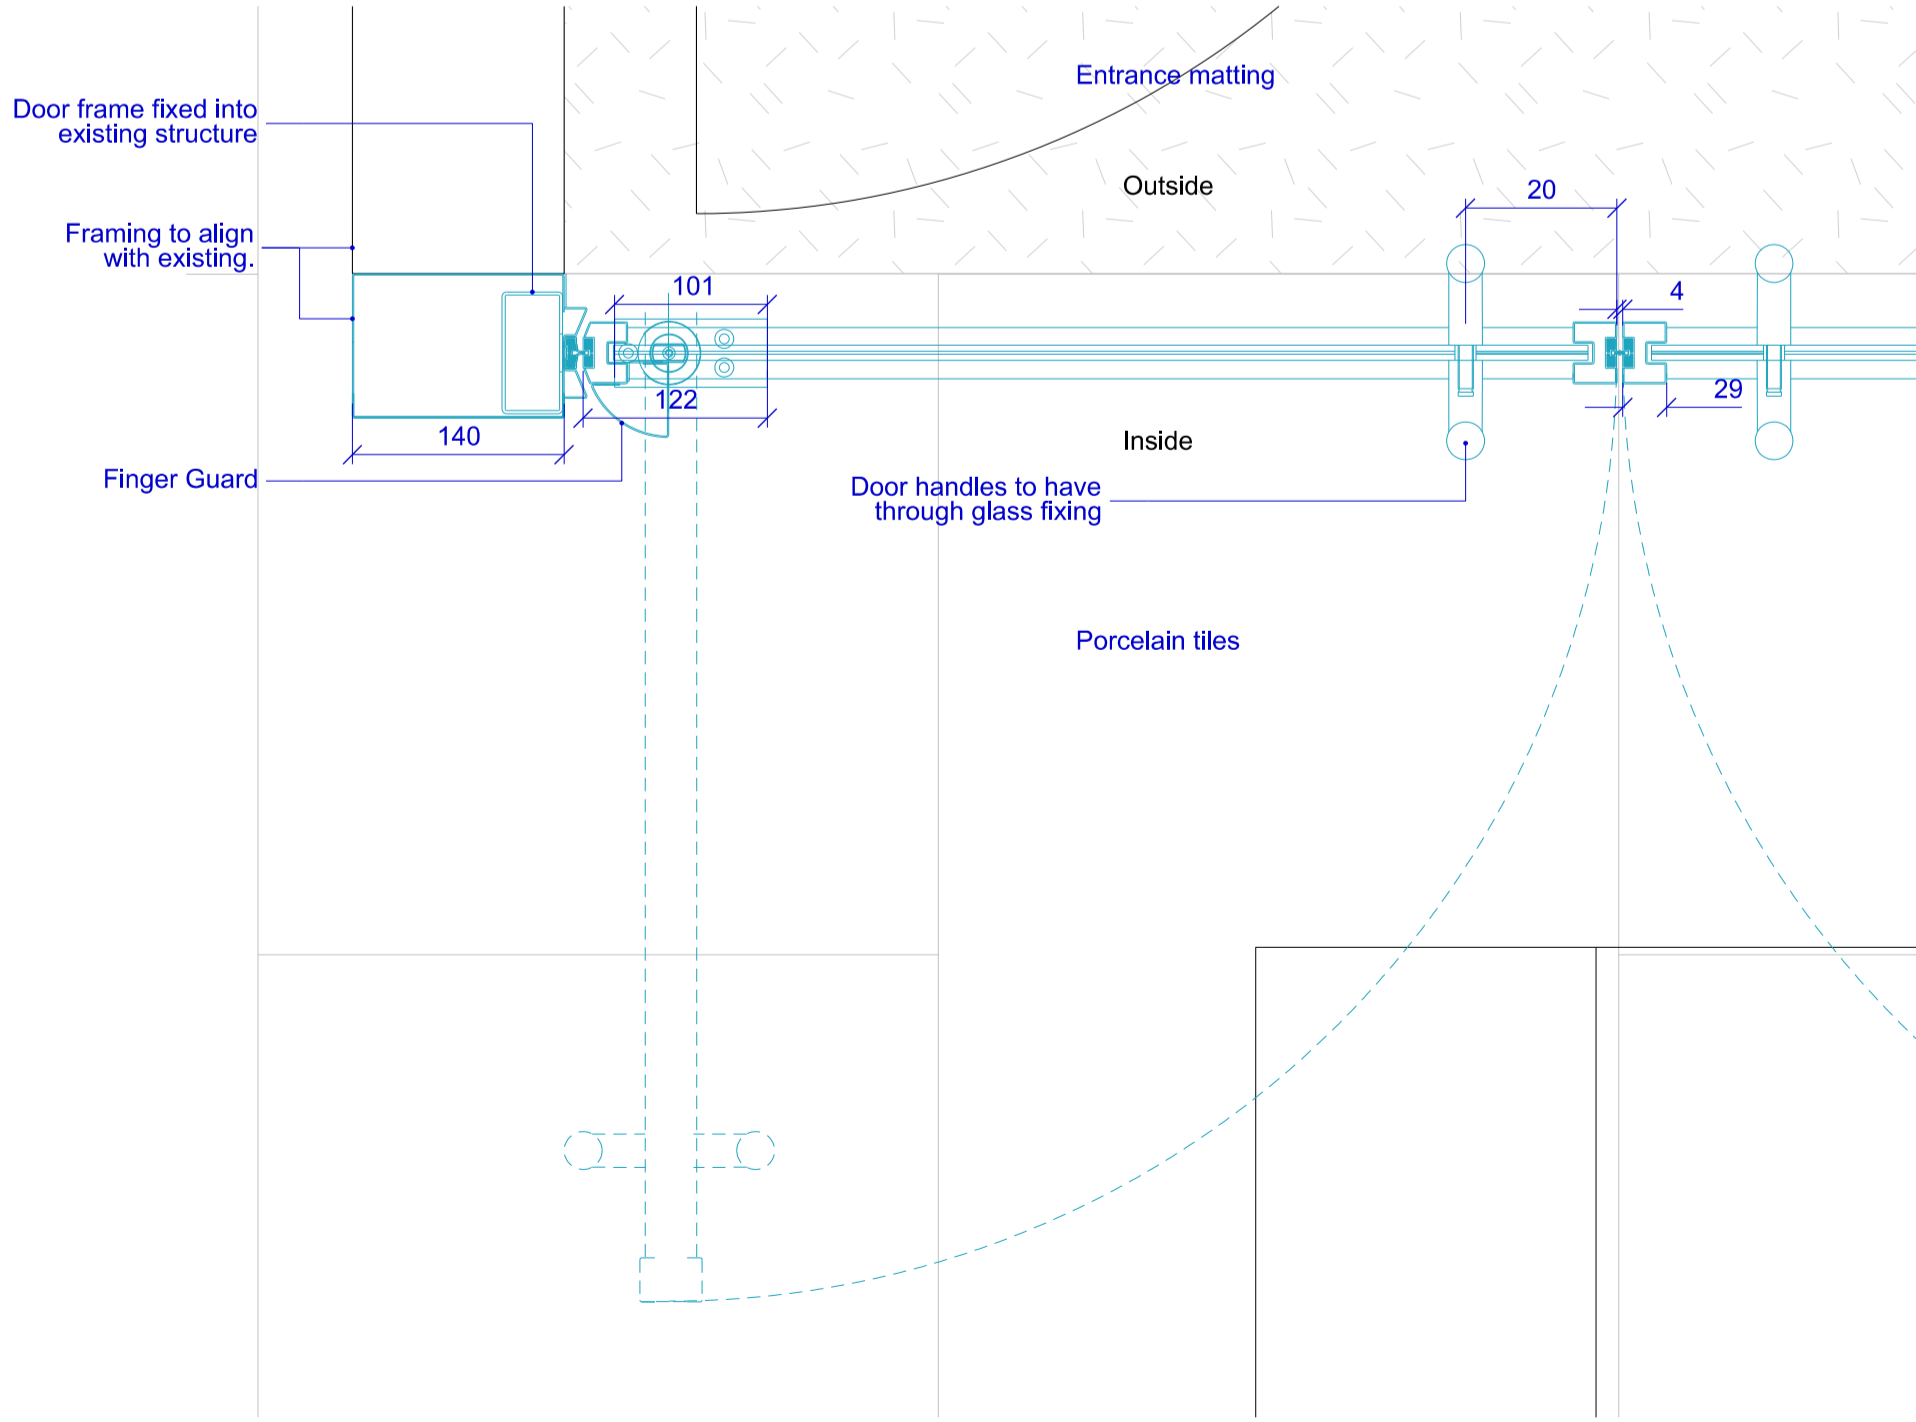 Entrance matting
Door frame fixed into
existing structure
Outside
20
Framing to align
with existing.
101
4
29
122
140
Inside
Finger Guard
Door handles to have
through glass fixing
Porcelain tiles